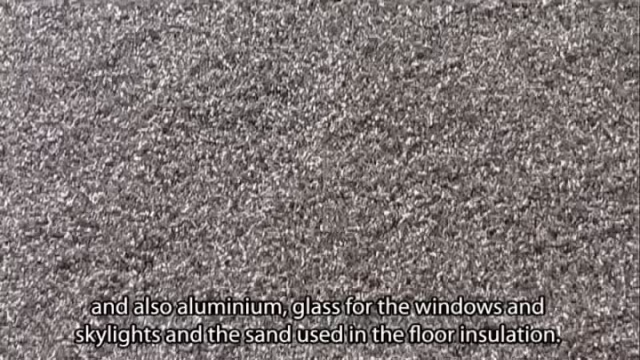 and also aluminium, glass for the windows and
skylights and the sand used in the floor insulation.